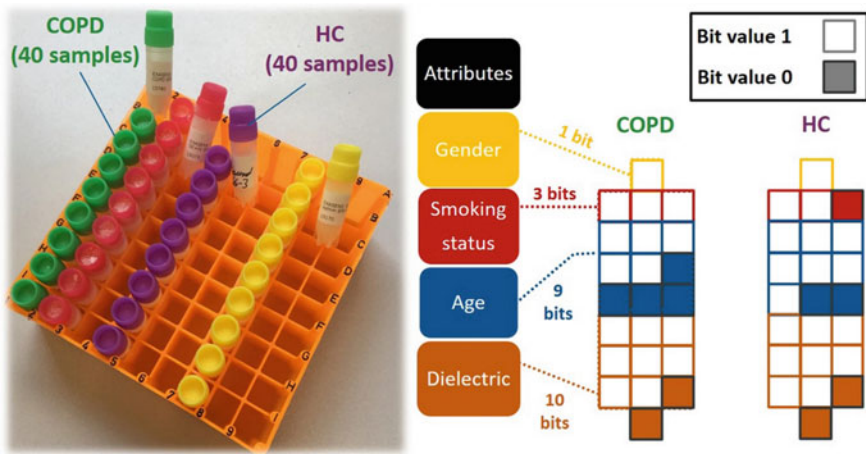 COPD
(40 samples)
HC
(40 samples)
Attributes
Gender
Smoking
status
Age
Dielectric
1 bit
3 bits
9
bits
10
bits
Bit value 1
Bit value 0
COPD
HC